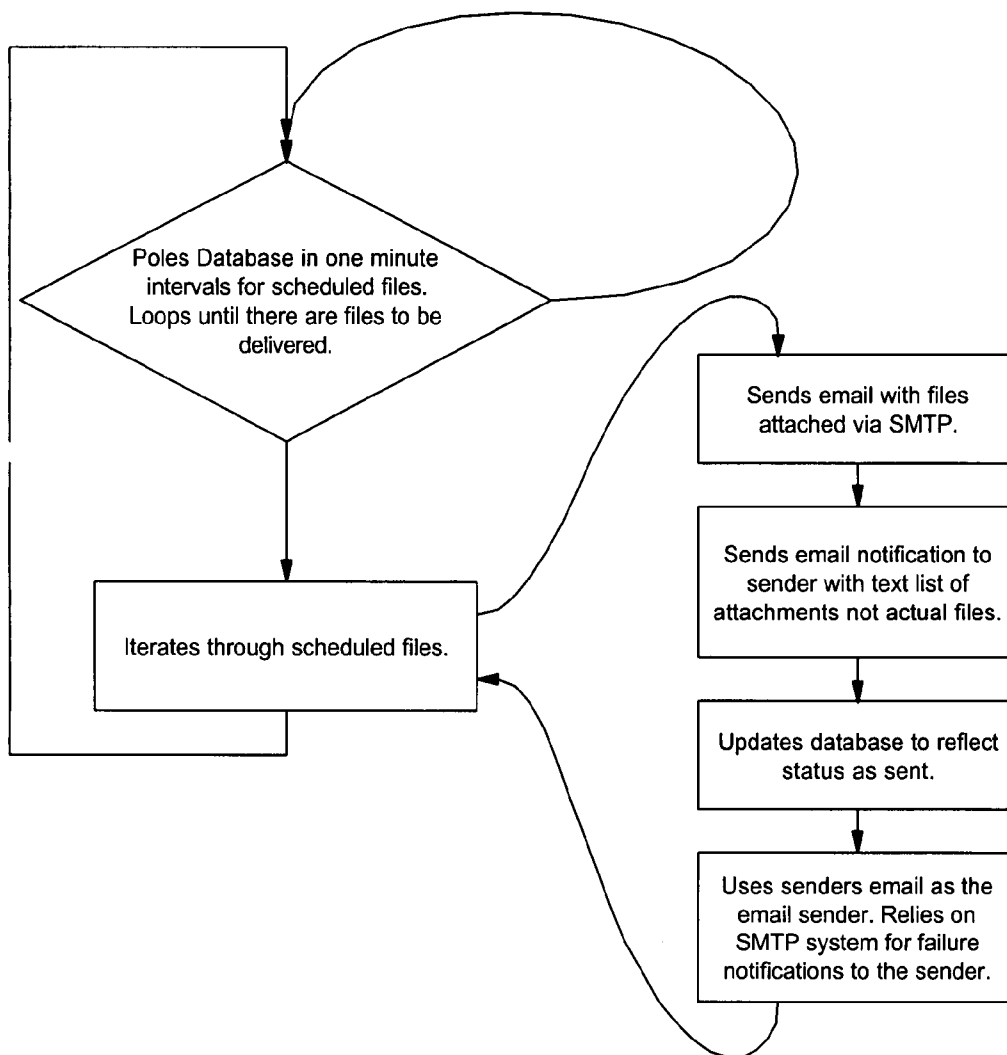 Poles Database in one minute
intervals for scheduled files.
Loops until there are files to be
delivered.
Iterates through scheduled files.
Sends email with files
attached via SMTP.
Sends email notification to
sender with text list of
attachments not actual files.
Updates database to reflect
status as sent.
Uses senders email as the
email sender. Relies on
SMTP system for failure
notifications to the sender.